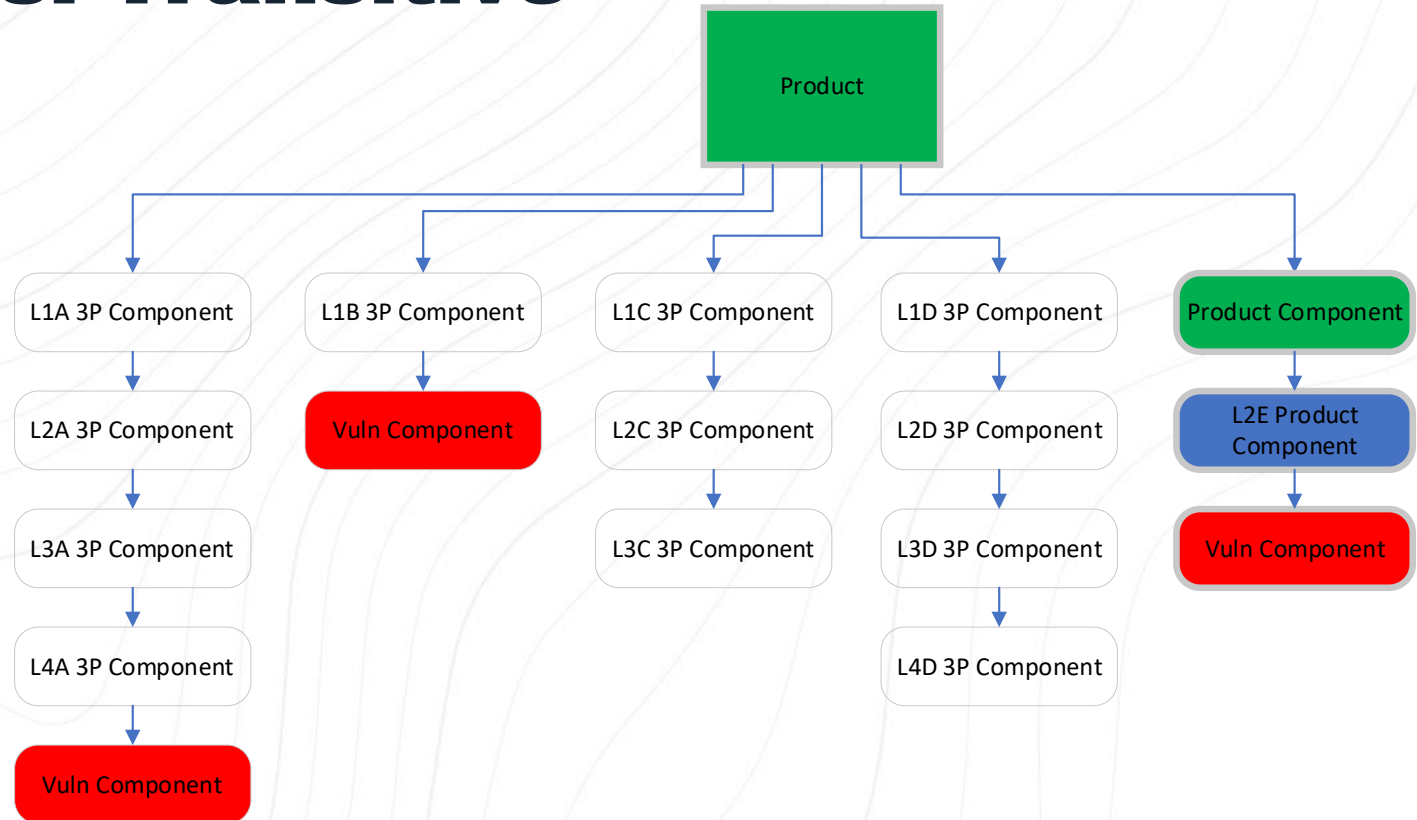 Transitive
Product
L1A 3P Component
L1B 3P Component
L1C 3P Component
L1D 3P Component
Product Component
L2A 3P Component
Vuln Component
L2C 3P Component
L2D 3P Component
L2E Product
Component
L3A 3P Component
L3C 3P Component
L3D 3P Component
Vuln Component
L4A 3P Component
L4D 3P Component
Vuln Component